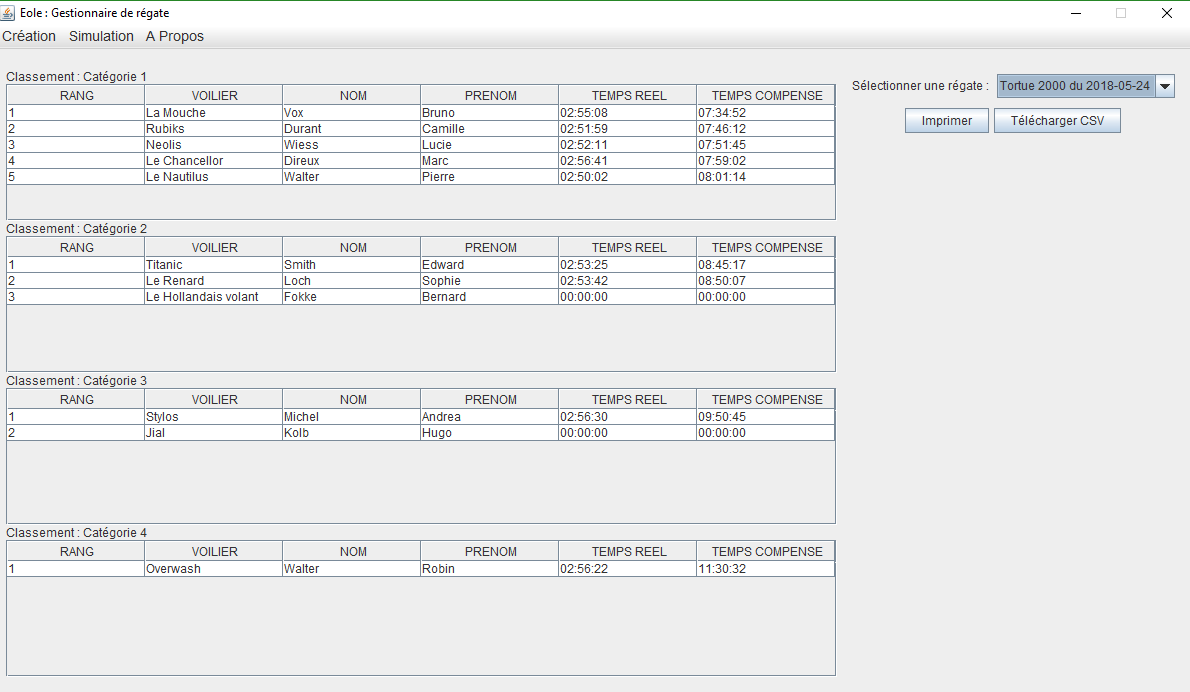 Eole : Gestionnaire de régate
Création Simulation A Propos
Classement : Catégorie 1
RANG VOILIER NOM PRENOM TEMPS REEL TEMPS COMPENSE
1 La Mouche Vox Bruno 02:55:08 07:34:52
2 Rubiks Durant Camille 02:51:59 07:46:12
3 Neolis Wiess Lucie 02:52:11 07:51:45
4 Le Chancellor Direux Marc 02:56:41 07:59:02
5 Le Nautilus Walter Pierre 02:50:02 08:01:14
Classement : Catégorie 2
RANG VOILIER NOM PRENOM TEMPS REEL TEMPS COMPENSE
1 Titanic Smith Edward 02:53:25 08:45:17
2 Le Renard Loch Sophie 02:53:42 08:50:07
3 Le Hollandais volant Fokke Bernard 00:00:00 00:00:00
Classement : Catégorie 3
RANG VOILIER NOM PRENOM TEMPS REEL TEMPS COMPENSE
1 Stylos Michel Andrea 02:56:30 09:50:45
2 Jial Kolb Hugo 00:00:00 00:00:00
Classement : Catégorie 4
RANG VOILIER NOM PRENOM TEMPS REEL TEMPS COMPENSE
1 Overwash Walter Robin 02:56:22 11:30:32
Sélectionner une régate : Tortue 2000 du 2018-05-24
Imprimer Télécharger CSV